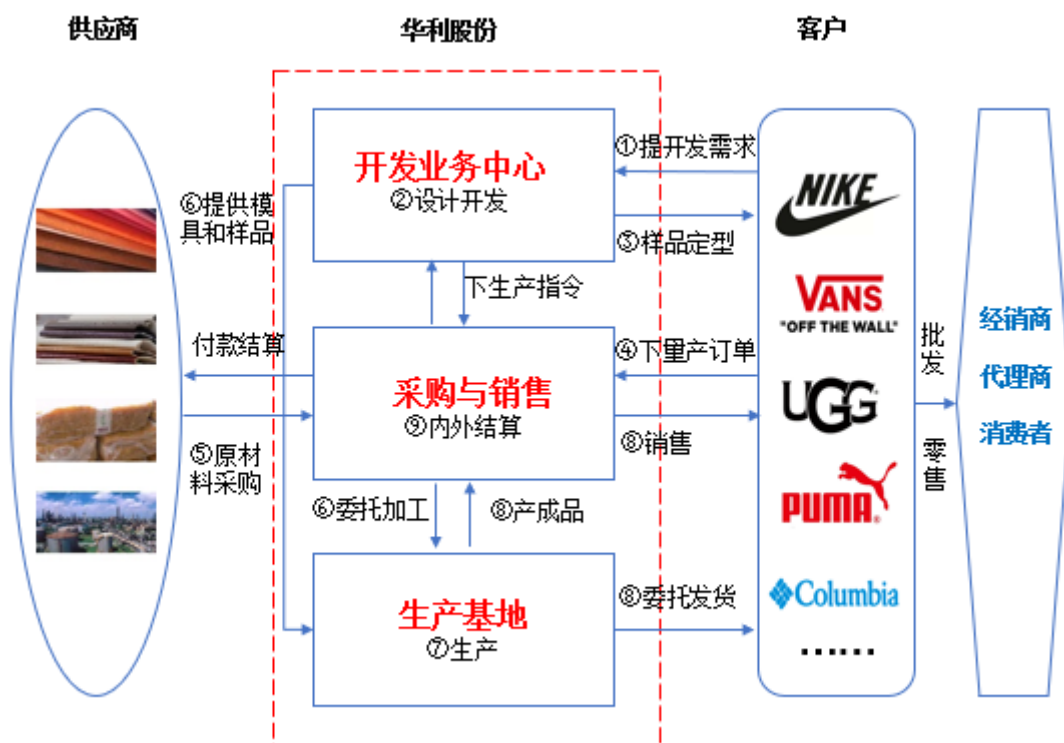 供应商
华利股份
客户
开发业务中心
②设计开发
①提开发需求
③样品定型
⑥提供模
具和样品
下生产指令
付款结算
⑤原材
料采购
采购与销售
⑨内外结算
④下量产订单
⑧销售
⑥委托加工
⑧产成品
生产基地
⑦生产
⑧委托发货
NIKE
VANS
"OFF THE WALL"
UGG
PUMA
Columbia
……
批发
零售
经销商
代理商
消费者